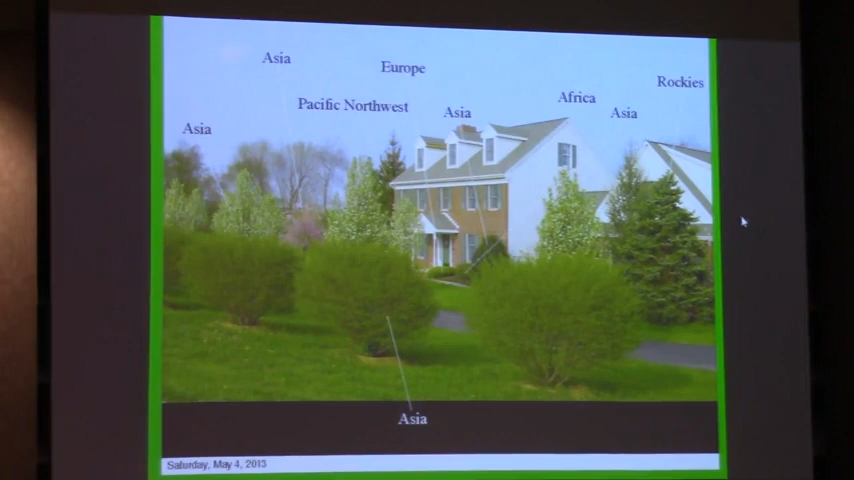 Asia
Europe
Rockies
Pacific Northwest
Asia
Africa
Asia
Asia
Asia
Saturday, May 4, 2013